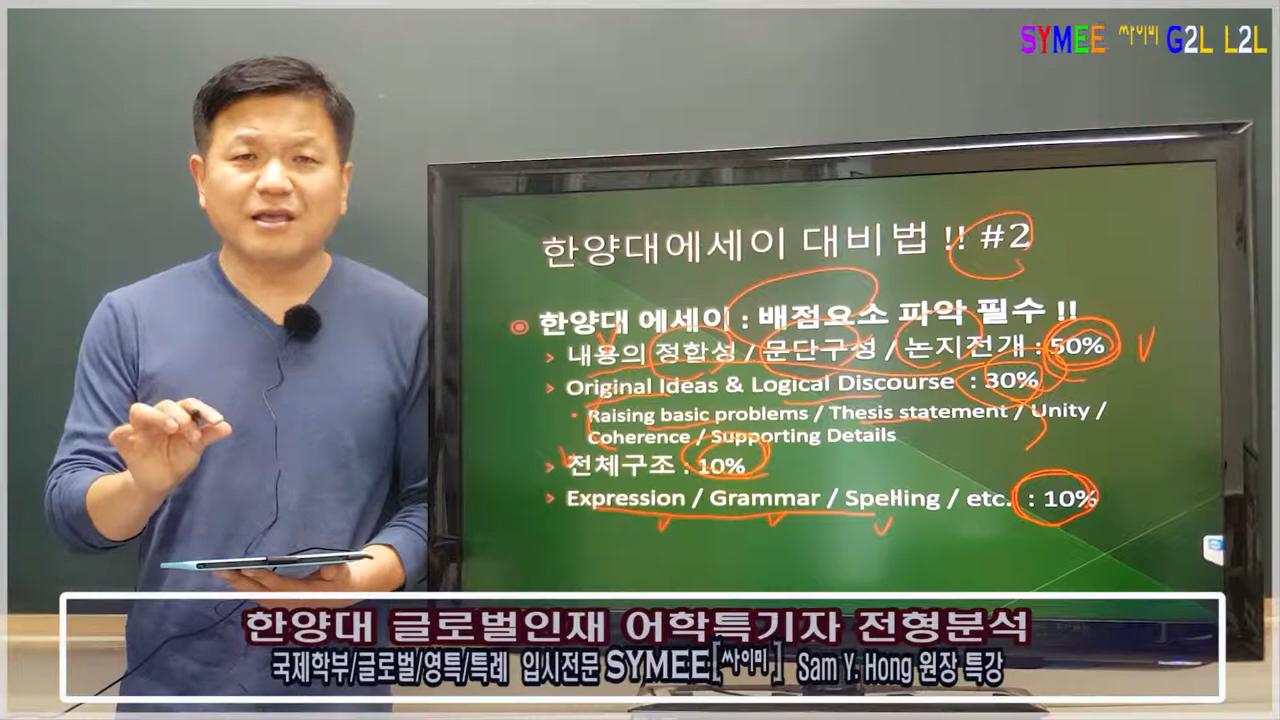 SYMEE 싸이미 G2L L2L
한양대에세이 대비법 !! #2
한양대 에세이 : 배점요소 파악 필수 !!
내용의 정합성 / 문단구성 / 논지전개 : 50%
Original Ideas & Logical Discourse : 30%
Raising basic problems / Thesis statement / Unity /
Coherence / Supporting Details
전체구조 : 10%
Expression / Grammar / Spelling / etc. : 10%
한양대 글로벌인재 어학특기자 전형분석
국제학부/글로벌/영특/특례 입시전문 SYMEE[싸이미] Sam Y. Hong 원장 특강